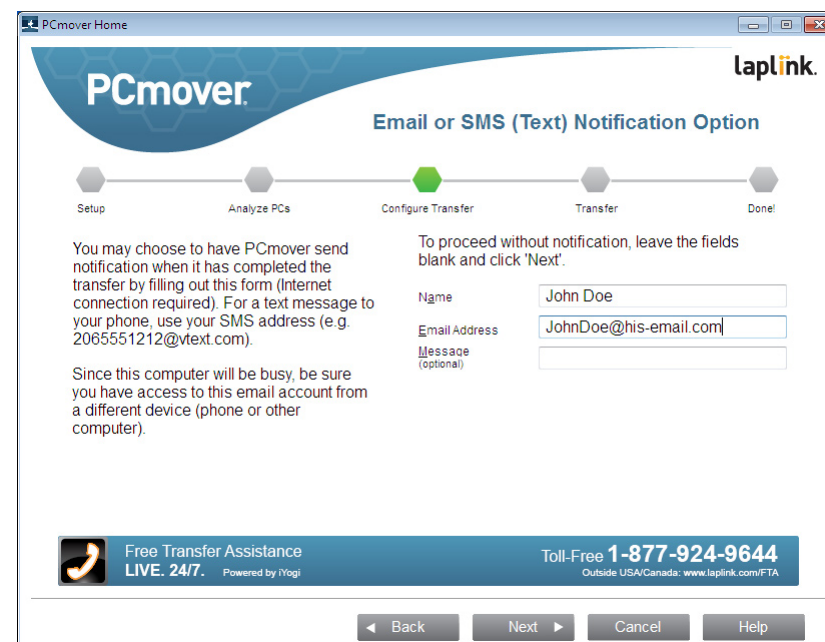 PCmover Home
PCmover.
laplink.
Email or SMS (Text) Notification Option
Setup
Analyze PCs
Configure Transfer
Transfer
Done!
You may choose to have PCmover send
notification when it has completed the
transfer by filling out this form (Internet
connection required). For a text message to
your phone, use your SMS address (e.g.
2065551212@vtext.com).
Since this computer will be busy, be sure
you have access to this email account from
a different device (phone or other
computer).
To proceed without notification, leave the fields
blank and click 'Next'.
Name
John Doe
Email Address
JohnDoe@his-email.com
Message
(optional)
Free Transfer Assistance
LIVE. 24/7. Powered by iYogi
Toll-Free 1-877-924-9644
Outside USA/Canada: www.laplink.com/FTA
Back
Next
Cancel
Help